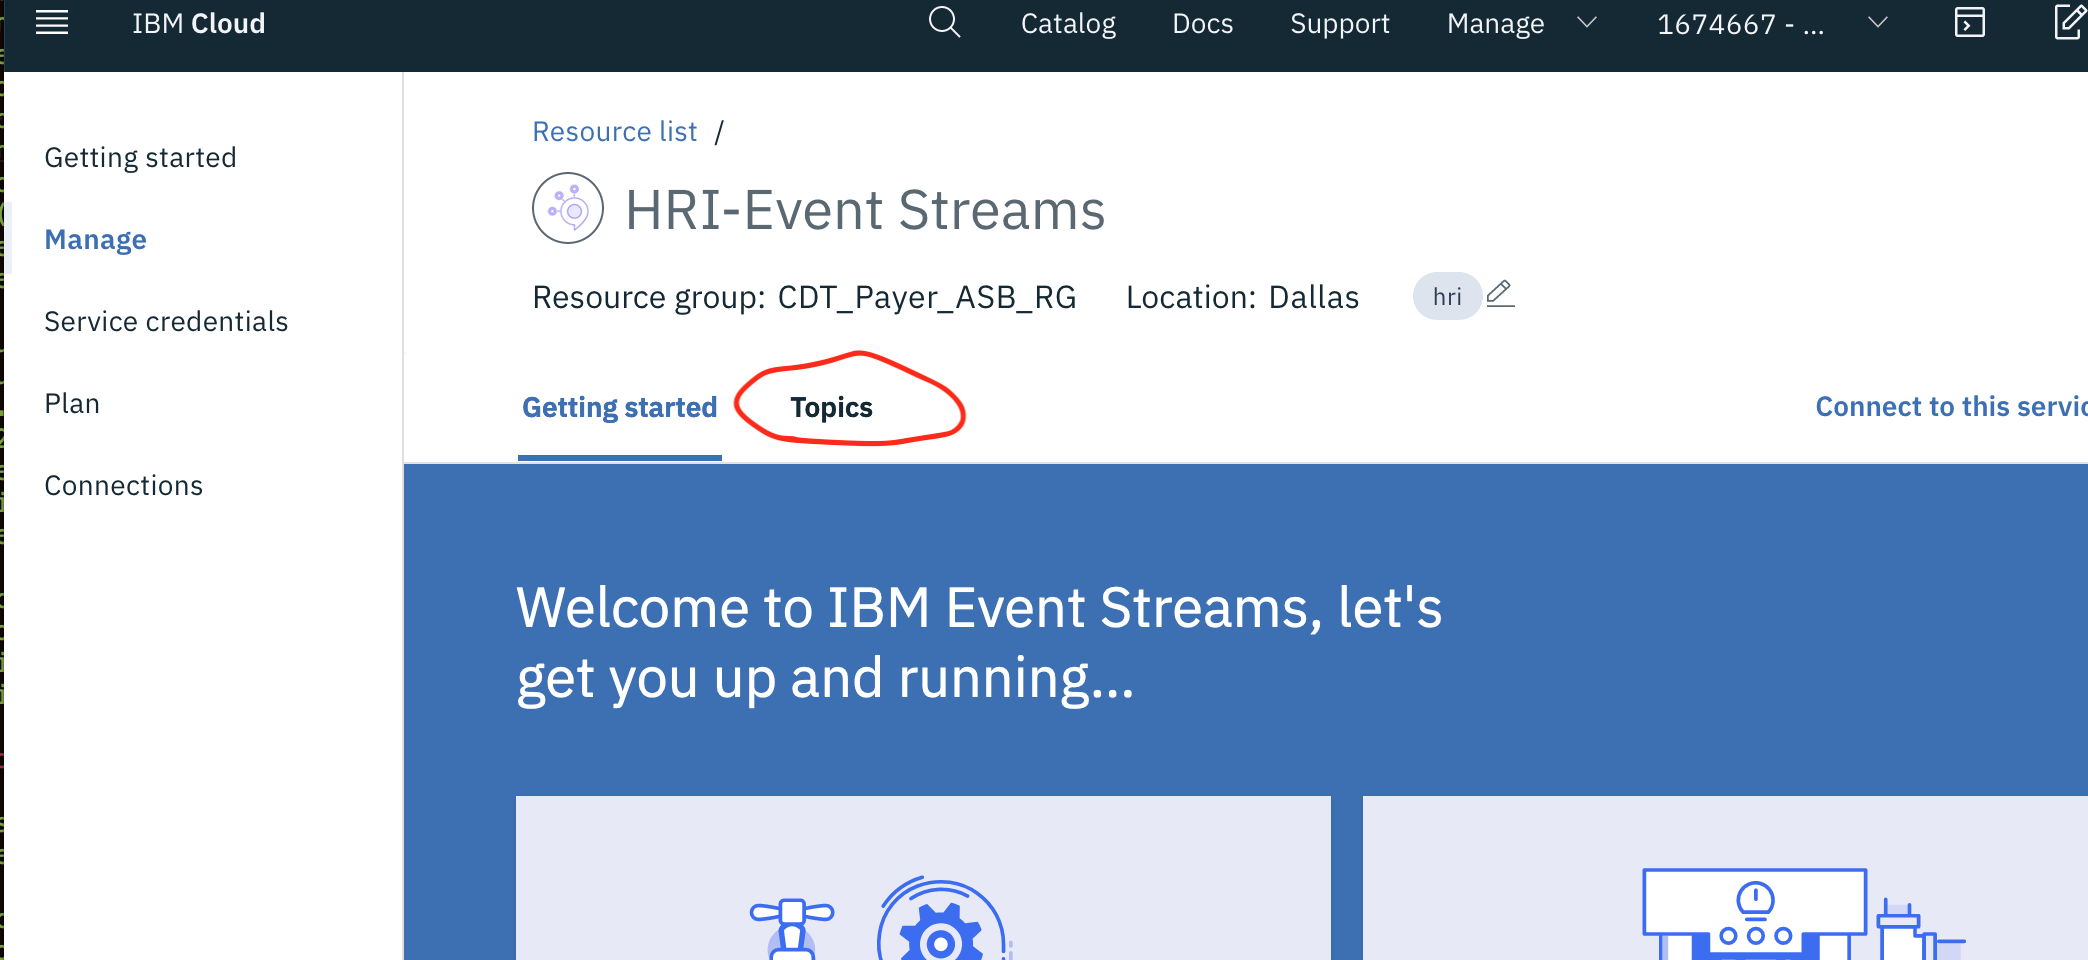 IBM Cloud
Catalog
Docs
Support
Manage
1674667 - ...
Getting started
Manage
Service credentials
Plan
Connections
Resource list /
HRI-Event Streams
Resource group: CDT_Payer_ASB_RG
Location: Dallas
hri
Getting started
Topics
Connect to this servic
Welcome to IBM Event Streams, let's
get you up and running...